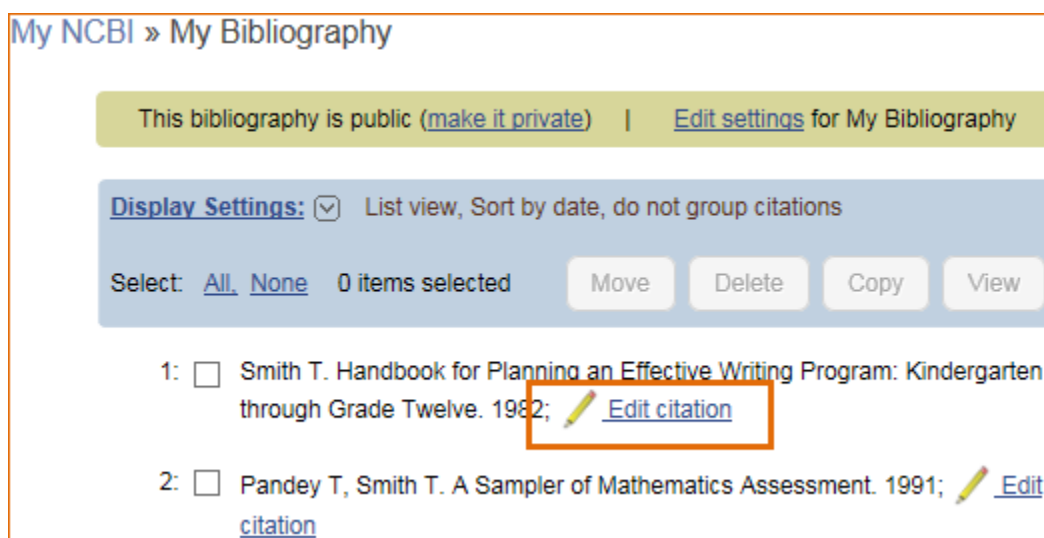 My NCBI » My Bibliography
This bibliography is public (make it private) | Edit settings for My Bibliography
Display Settings: List view, Sort by date, do not group citations
Select: All, None 0 items selected Move Delete Copy View
1: Smith T. Handbook for Planning an Effective Writing Program: Kindergarten
through Grade Twelve. 1982; Edit citation
2: Pandey T, Smith T. A Sampler of Mathematics Assessment. 1991; Edit
citation